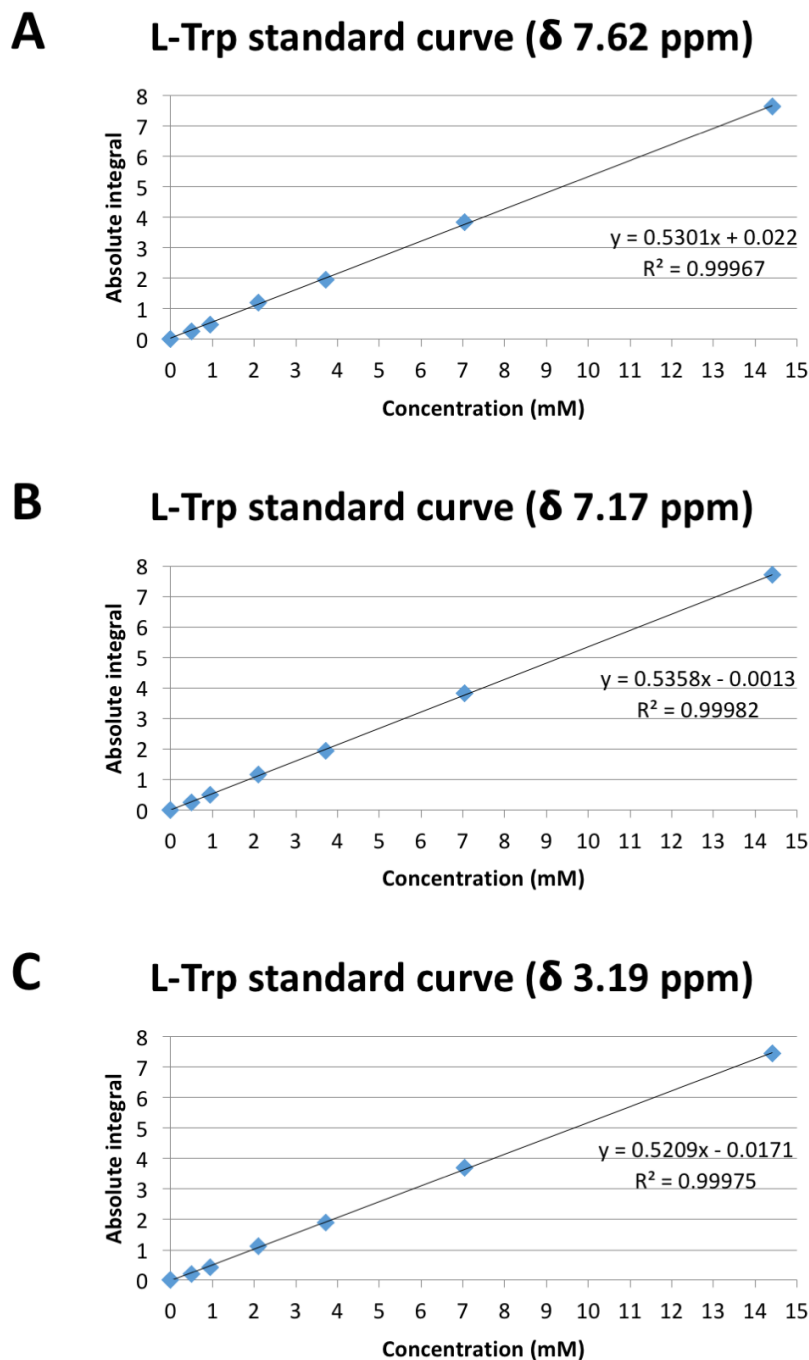 A
L-Trp standard curve (δ 7.62 ppm)
8
7
6
5
4
3
2
1
0
Absolute integral
y = 0.5301x + 0.022
R² = 0.99967
0 1 2 3 4 5 6 7 8 9 10 11 12 13 14 15
Concentration (mM)
B
L-Trp standard curve (δ 7.17 ppm)
8
7
6
5
4
3
2
1
0
Absolute integral
y = 0.5358x - 0.0013
R² = 0.99982
0 1 2 3 4 5 6 7 8 9 10 11 12 13 14 15
Concentration (mM)
C
L-Trp standard curve (δ 3.19 ppm)
8
7
6
5
4
3
2
1
0
Absolute integral
y = 0.5209x - 0.0171
R² = 0.99975
0 1 2 3 4 5 6 7 8 9 10 11 12 13 14 15
Concentration (mM)